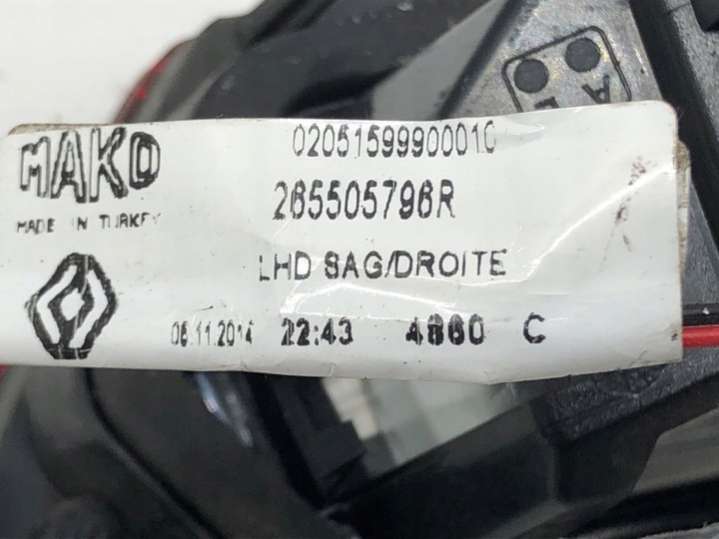 MAKO
MADE IN TURKEY
02051599900010
265505796R
LHD SAG/DROITE
06.11.2014 22:43 4860 C